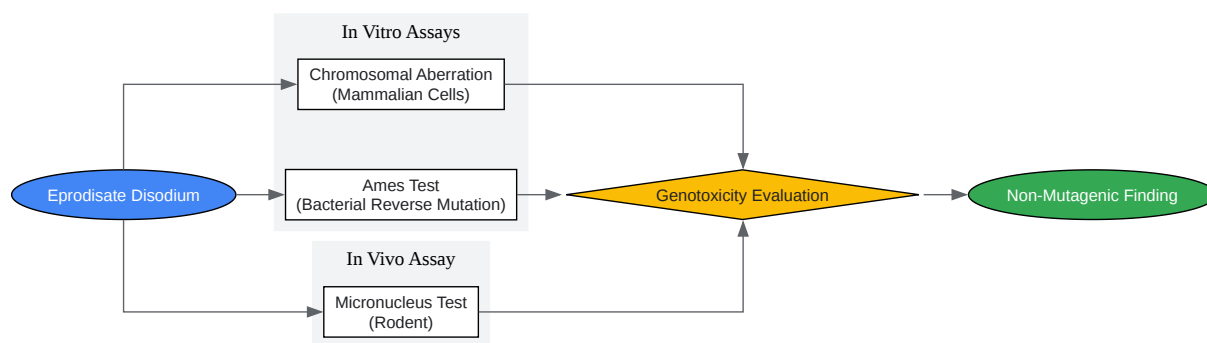 In Vitro Assays
Chromosomal Aberration
(Mammalian Cells)
Eprodisate Disodium
Ames Test
(Bacterial Reverse Mutation)
Genotoxicity Evaluation
Non-Mutagenic Finding
In Vivo Assay
Micronucleus Test
(Rodent)